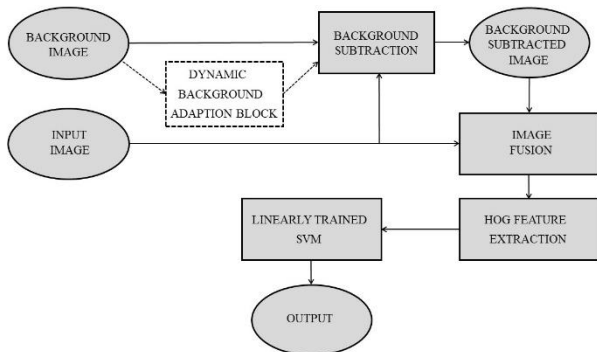 BACKGROUND
IMAGE
BACKGROUND
SUBTRACTION
BACKGROUND
SUBTRACTED
IMAGE
DYNAMIC
BACKGROUND
ADAPTION BLOCK
INPUT
IMAGE
IMAGE
FUSION
LINEARLY TRAINED
SVM
HOG FEATURE
EXTRACTION
OUTPUT